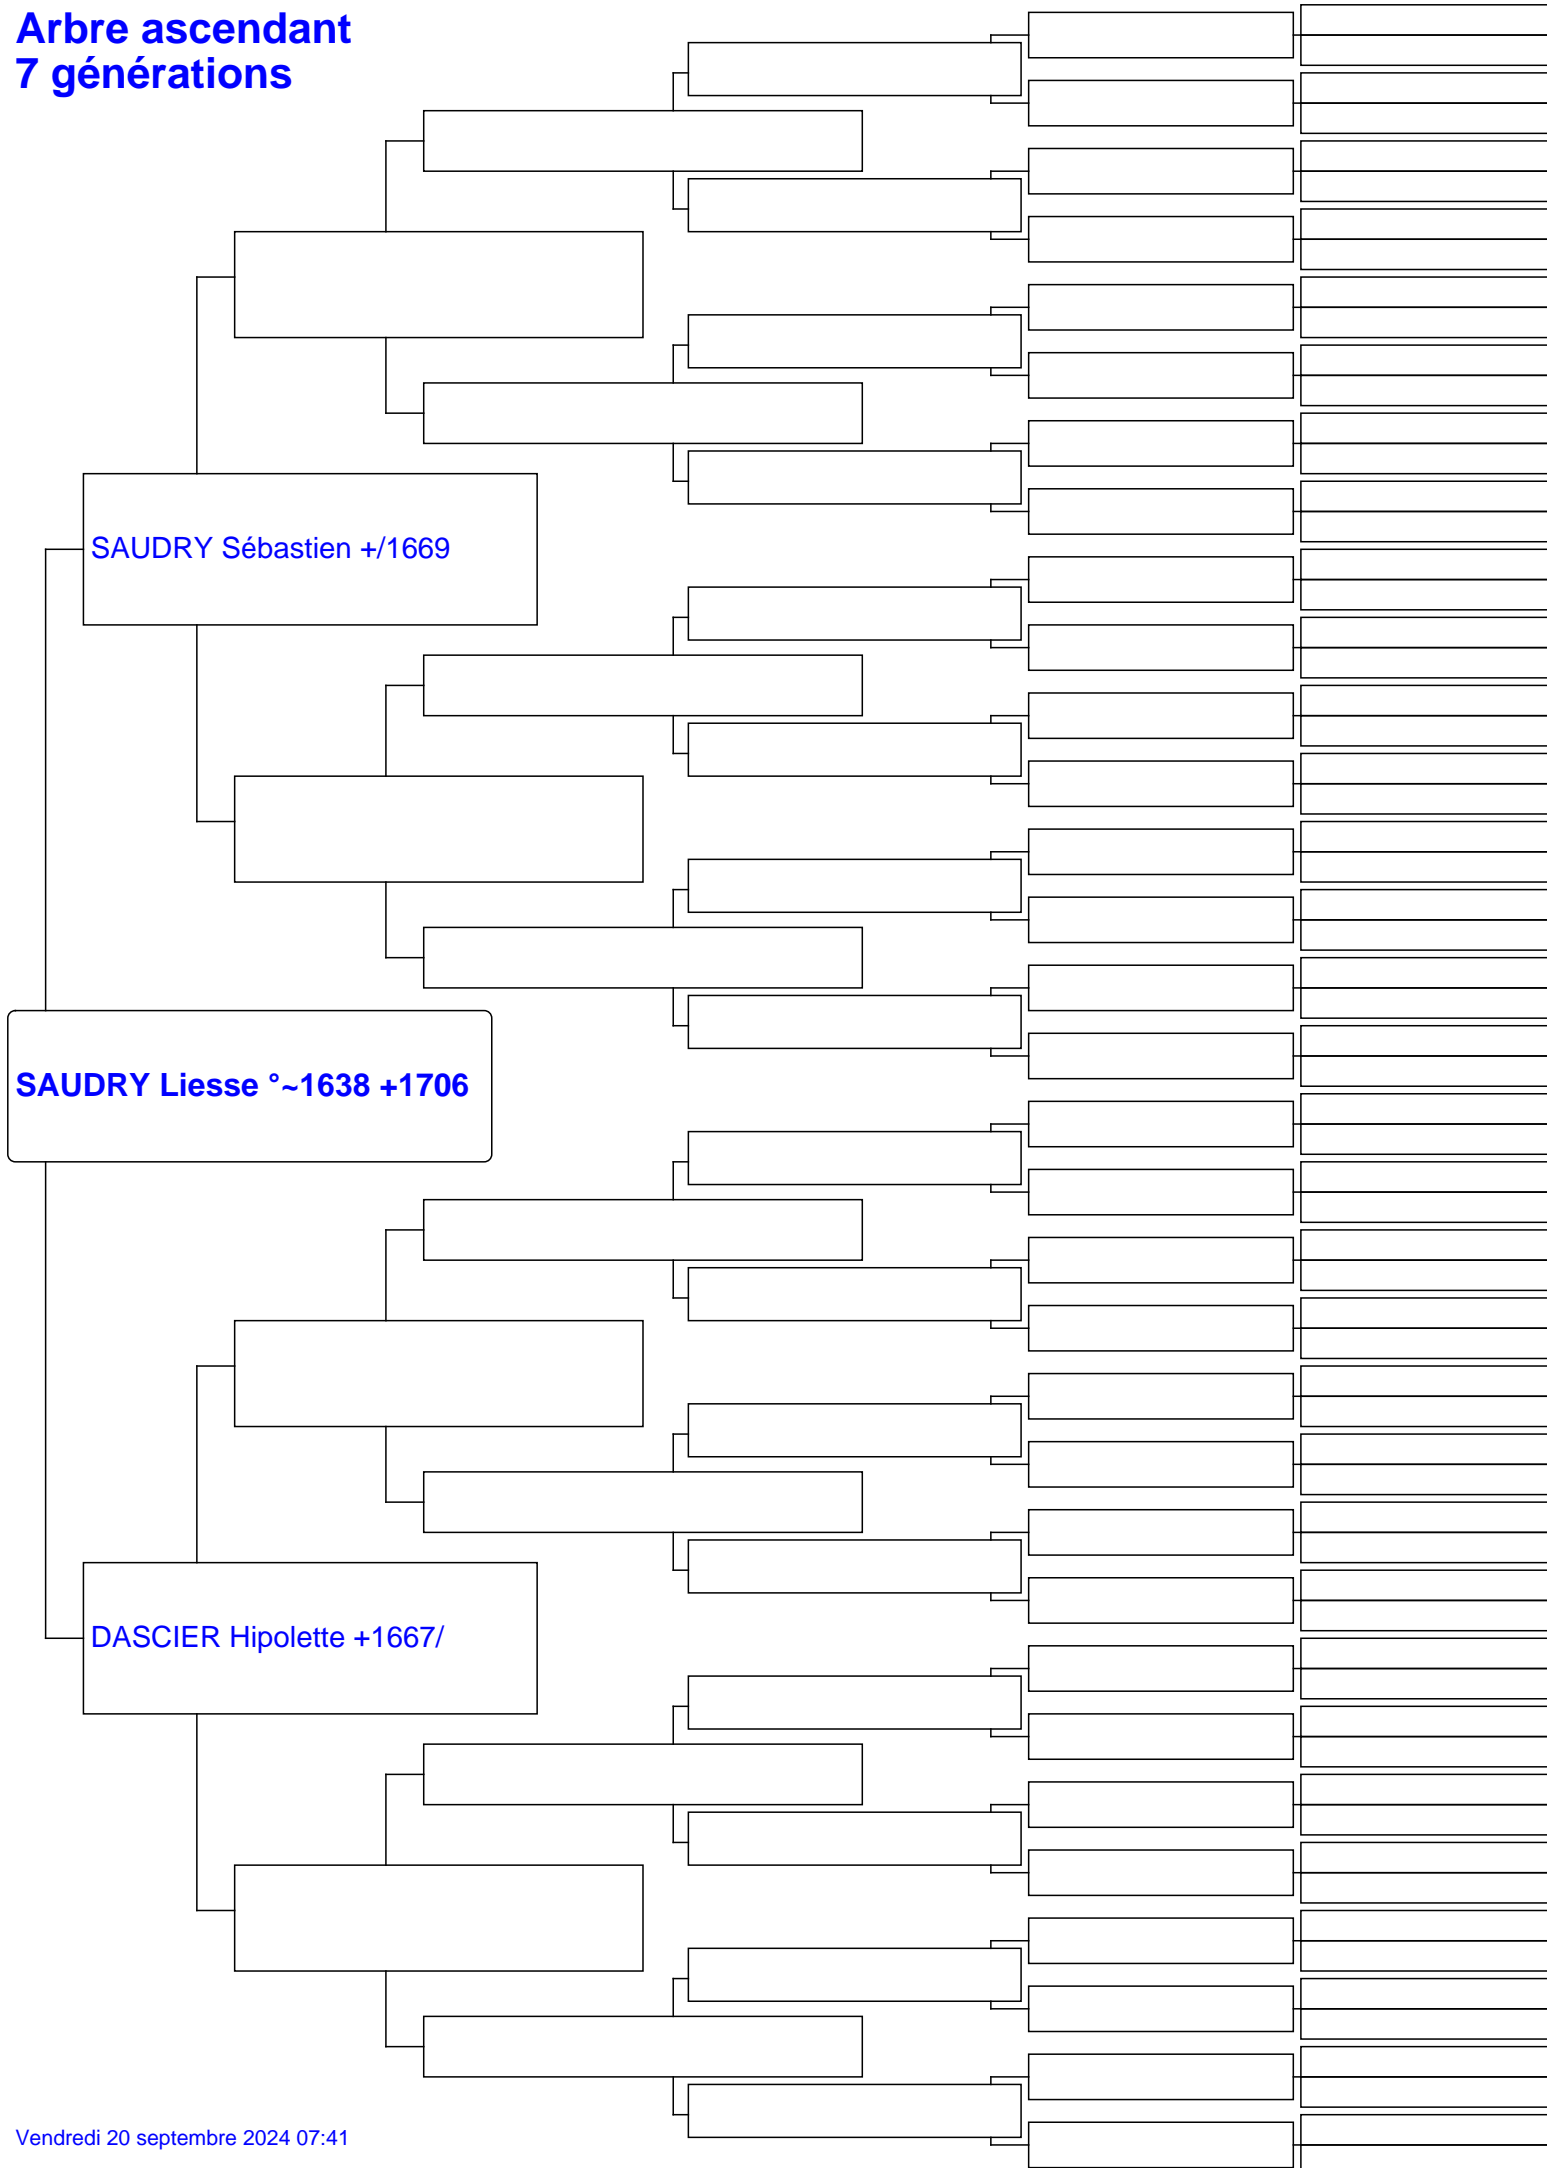 Arbre ascendant
7 générations
SAUDRY Sébastien +/1669
SAUDRY Liesse °~1638 +1706
DASCIER Hipolette +1667/
Vendredi 20 septembre 2024 07:41